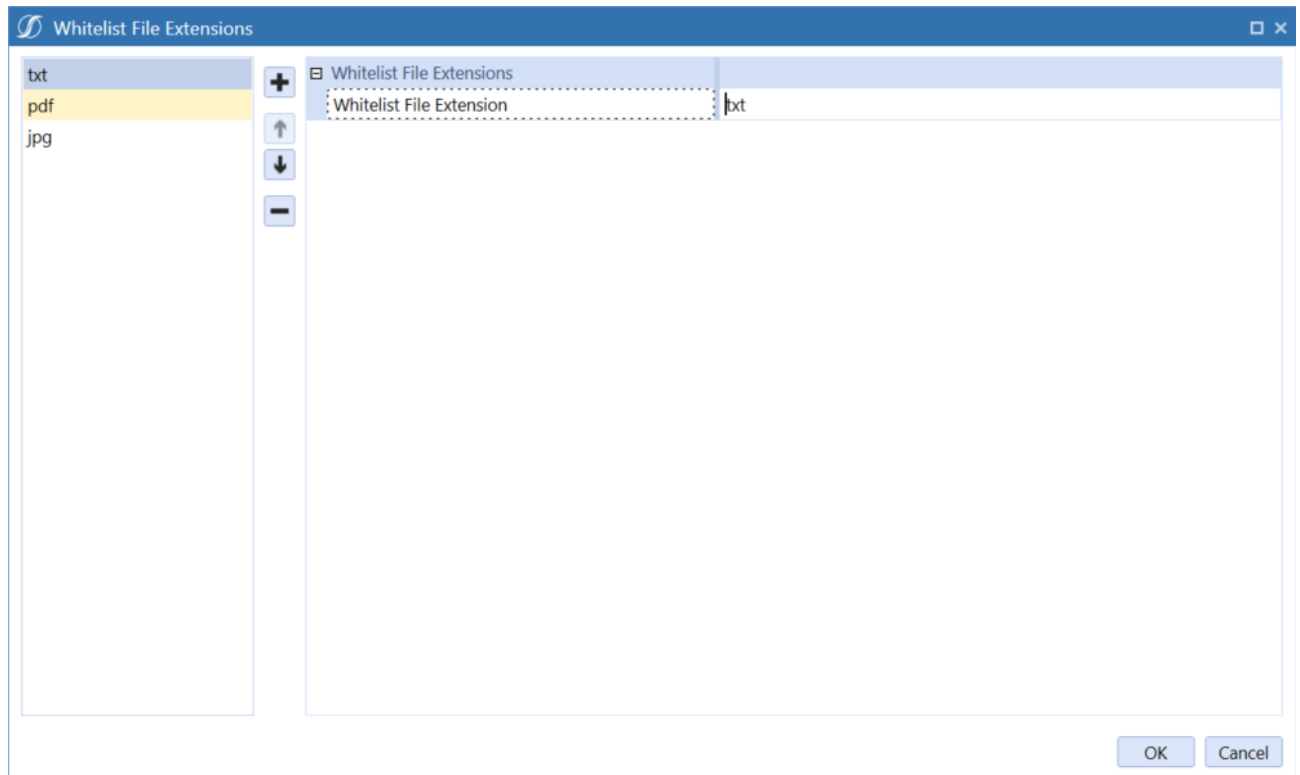 Whitelist File Extensions
txt
pdf
jpg
Whitelist File Extensions
Whitelist File Extension
txt
OK
Cancel